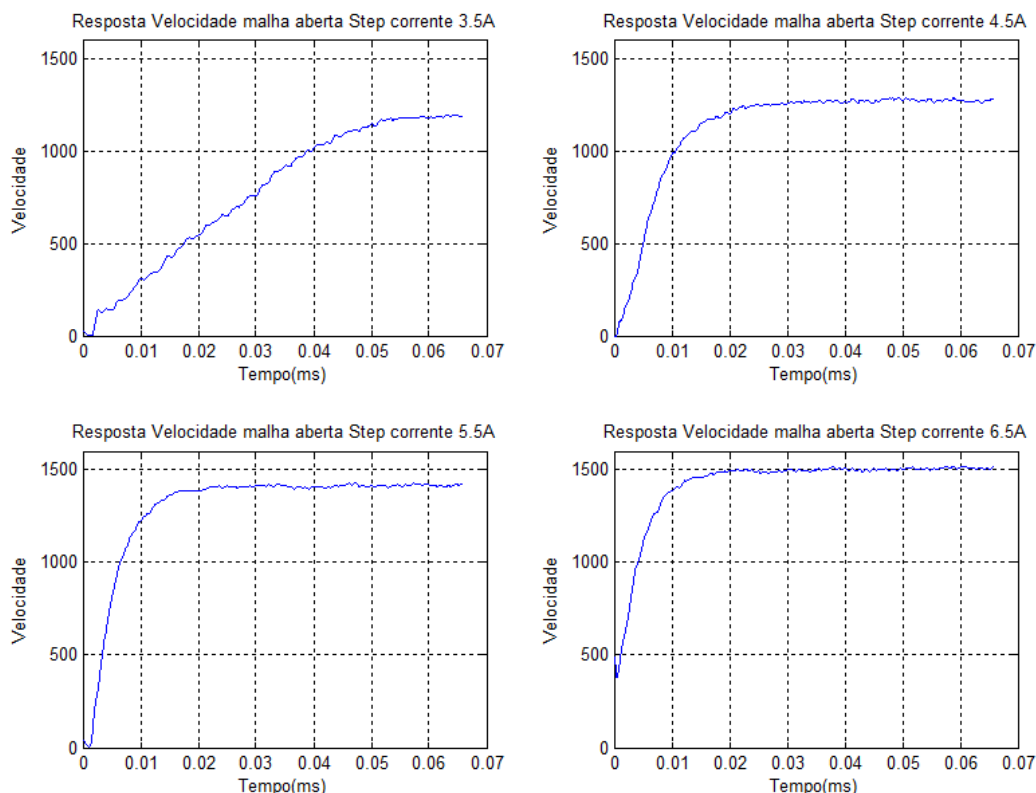 Resposta Velocidade malha aberta Step corrente 3.5A
1500
1000
500
0
Velocidade
0 0.01 0.02 0.03 0.04 0.05 0.06 0.07
Tempo(ms)
Resposta Velocidade malha aberta Step corrente 4.5A
1500
1000
500
0
Velocidade
0 0.01 0.02 0.03 0.04 0.05 0.06 0.07
Tempo(ms)
Resposta Velocidade malha aberta Step corrente 5.5A
1500
1000
500
0
Velocidade
0 0.01 0.02 0.03 0.04 0.05 0.06 0.07
Tempo(ms)
Resposta Velocidade malha aberta Step corrente 6.5A
1500
1000
500
0
Velocidade
0 0.01 0.02 0.03 0.04 0.05 0.06 0.07
Tempo(ms)